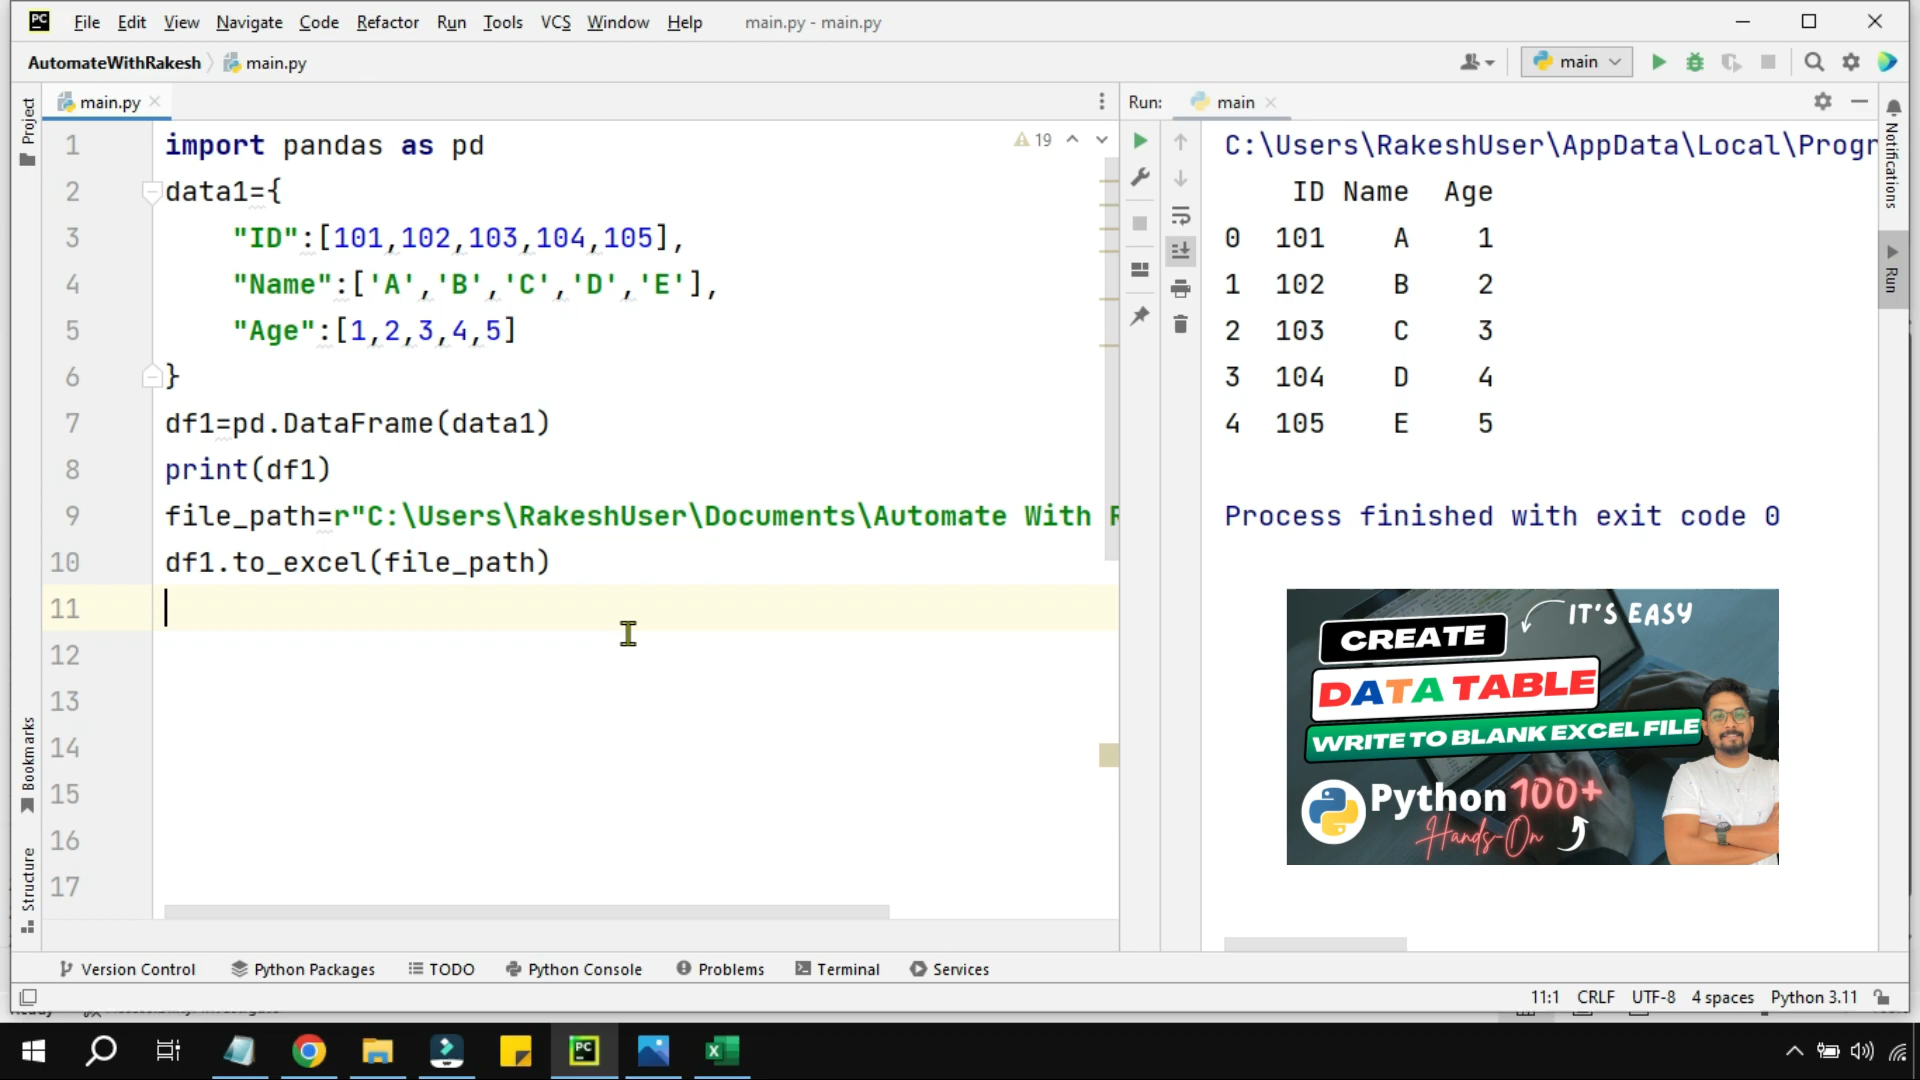 File Edit View Navigate Code Refactor Run Tools VCS Window Help main.py - main.py
AutomateWithRakesh main.py
main
main.py
Run: main
Project
Bookmarks
Structure
Notifications
Run
19
1 import pandas as pd
2 data1={
3 "ID":[101,102,103,104,105],
4 "Name":['A','B','C','D','E'],
5 "Age":[1,2,3,4,5]
6 }
7 df1=pd.DataFrame(data1)
8 print(df1)
9 file_path=r"C:\Users\RakeshUser\Documents\Automate With
10 df1.to_excel(file_path)
11
12
13
14
15
16
17
C:\Users\RakeshUser\AppData\Local\Progr
ID Name Age
0 101 A 1
1 102 B 2
2 103 C 3
3 104 D 4
4 105 E 5
Process finished with exit code 0
IT'S EASY
CREATE
DATA TABLE
WRITE TO BLANK EXCEL FILE
Python 100+
Hands-On
Version Control Python Packages TODO Python Console Problems Terminal Services
11:1 CRLF UTF-8 4 spaces Python 3.11